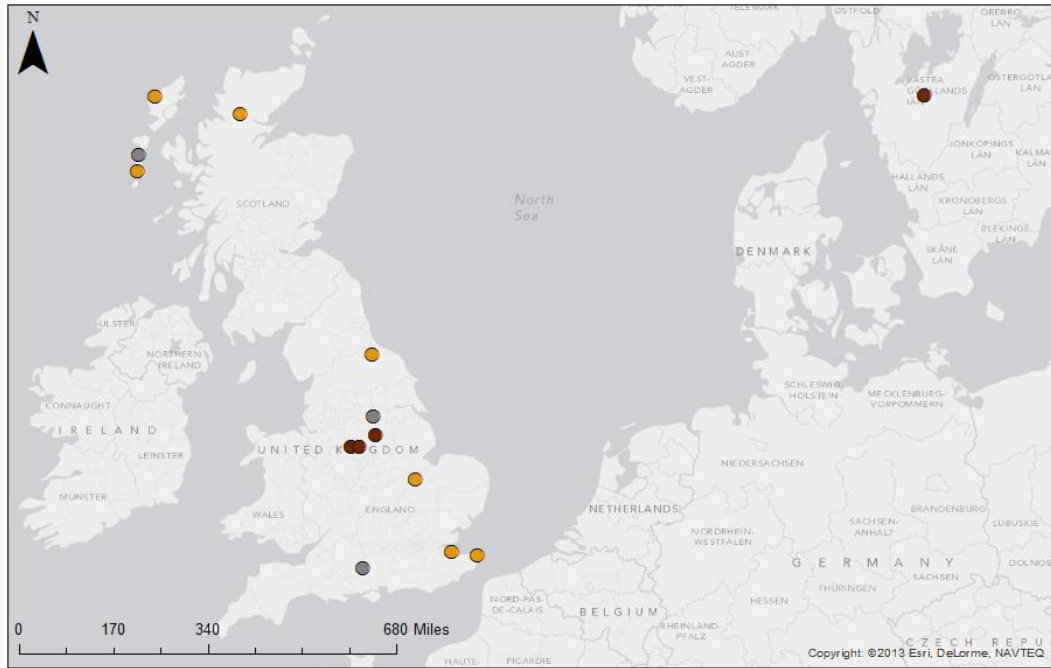 N
TELEMARK
ØSTFOLD
ÖREBRO
LÄN
AUST-
AGDER
VEST-
AGDER
VÄSTRA
GÖTALANDS
LÄN
ÖSTERGÖTLA
LÄN
JÖNKÖPINGS
LÄN
KALMA
LÄN
HALLANDS
LÄN
KRONOBERGS
LÄN
BLEKINGE
LÄN
SKÅNE
LÄN
SCOTLAND
North
Sea
DENMARK
ULSTER
NORTHERN
IRELAND
CONNAUGHT
IRELAND
LEINSTER
MUNSTER
UNITED KINGDOM
WALES
ENGLAND
SCHLESWIG-
HOLSTEIN
MECKLENBURG-
VORPOMMERN
NIEDERSACHSEN
NETHERLANDS
BRANDENBURG
SACHSEN-
ANHALT
LUBUSKIE
NORDRHEIN-
WESTFALEN
GERMANY
DOLNOS
SACHSEN
THÜRINGEN
HESSEN
NORD-PAS-
DE-CALAIS
BELGIUM
RHEINLAND-
PFALZ
CZECH REPU
HAUTE-
PICARDIE
0 170 340 680 Miles
Copyright: ©2013 Esri, DeLorme, NAVTEQ